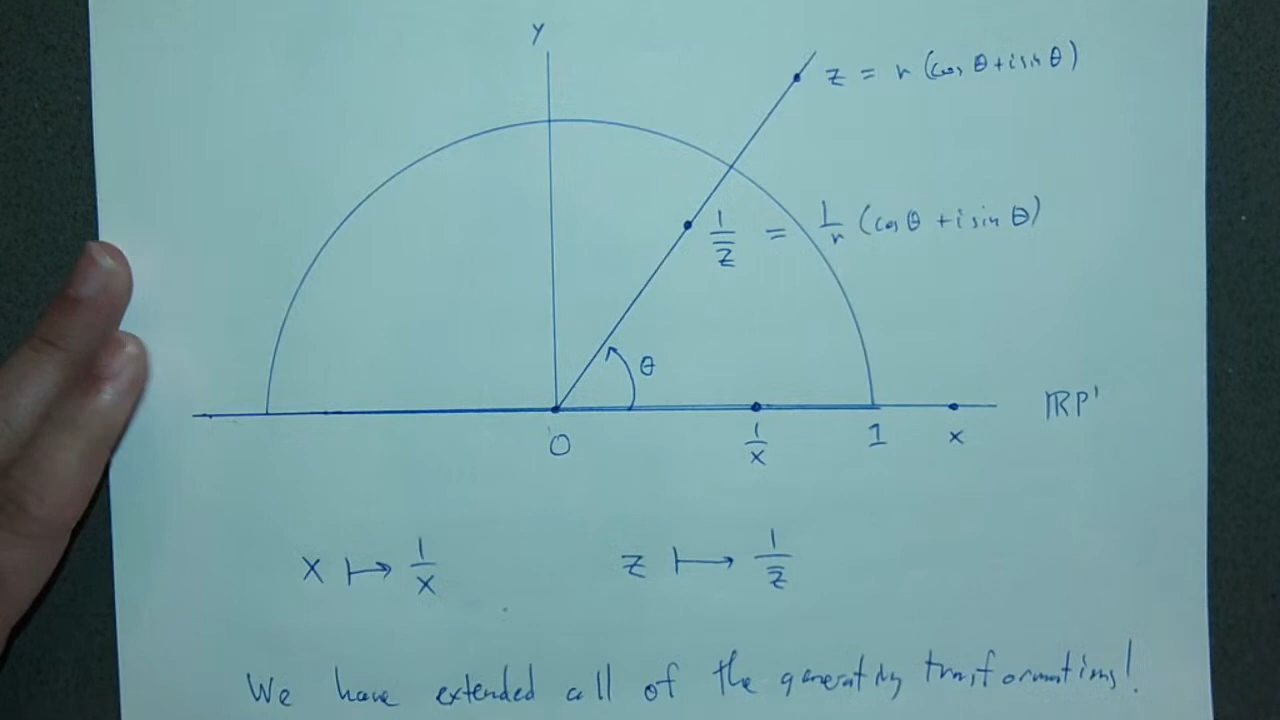 y
z = r (cos θ + i sin θ)
1/z̅ = 1/r (cos θ + i sin θ)
θ
ℝP¹
0 1/x 1 x
x ↦ 1/x z ↦ 1/z̅
We have extended all of the generating transformations!